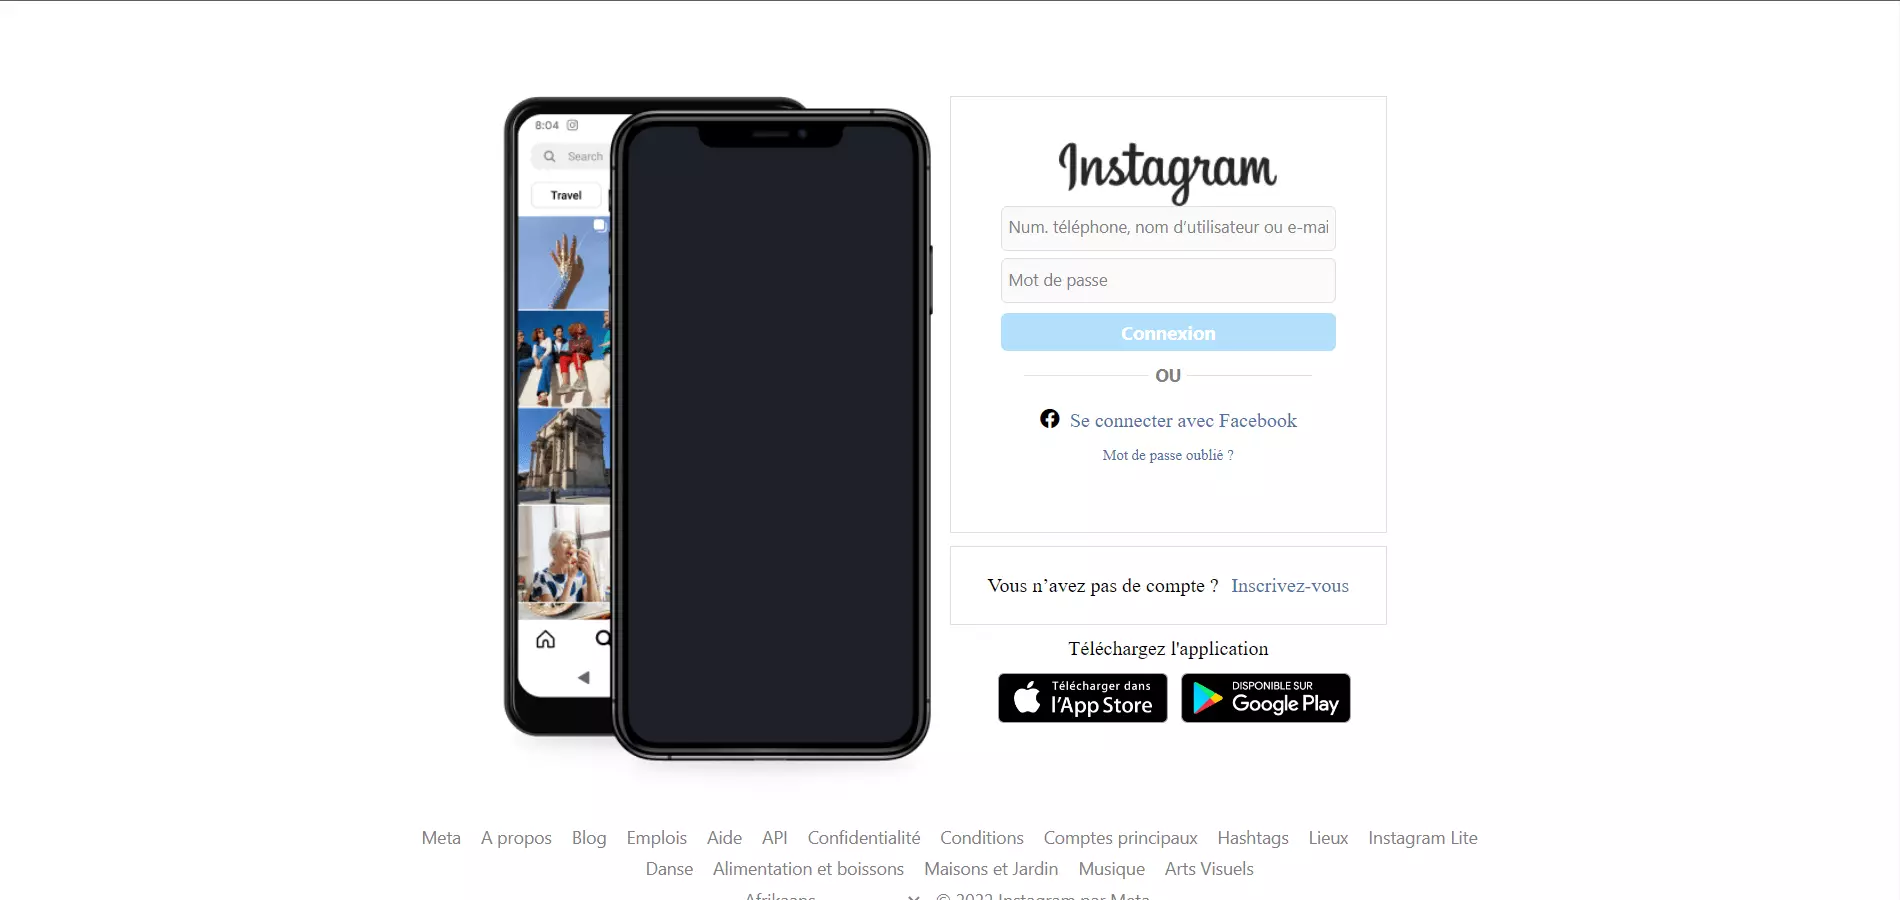 8:04
Search
Travel
Instagram
Num. téléphone, nom d’utilisateur ou e-mai
Mot de passe
Connexion
OU
Se connecter avec Facebook
Mot de passe oublié ?
Vous n’avez pas de compte ? Inscrivez-vous
Téléchargez l'application
Télécharger dans
l’App Store
DISPONIBLE SUR
Google Play
Meta A propos Blog Emplois Aide API Confidentialité Conditions Comptes principaux Hashtags Lieux Instagram Lite
Danse Alimentation et boissons Maisons et Jardin Musique Arts Visuels
Afrikaans © 2022 Instagram par Meta